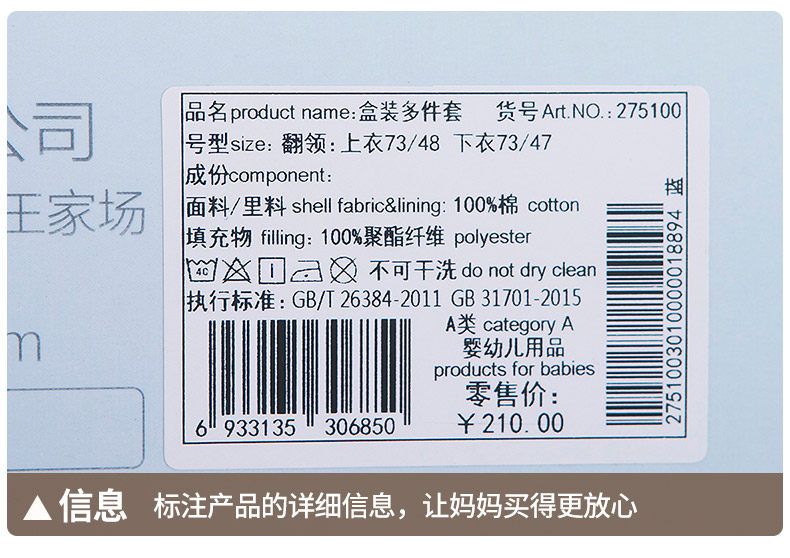 公司
王家场
m
品名product name:盒装多件套 货号Art.NO.:275100
号型size: 翻领:上衣73/48 下衣73/47
成份component:
面料/里料 shell fabric&lining: 100%棉 cotton
填充物 filling: 100%聚酯纤维 polyester
40 不可干洗 do not dry clean
执行标准: GB/T 26384-2011 GB 31701-2015
A类 category A
婴幼儿用品
products for babies
零售价:
￥210.00
6 933135 306850
蓝
2751003010000018894
▲信息 标注产品的详细信息，让妈妈买得更放心